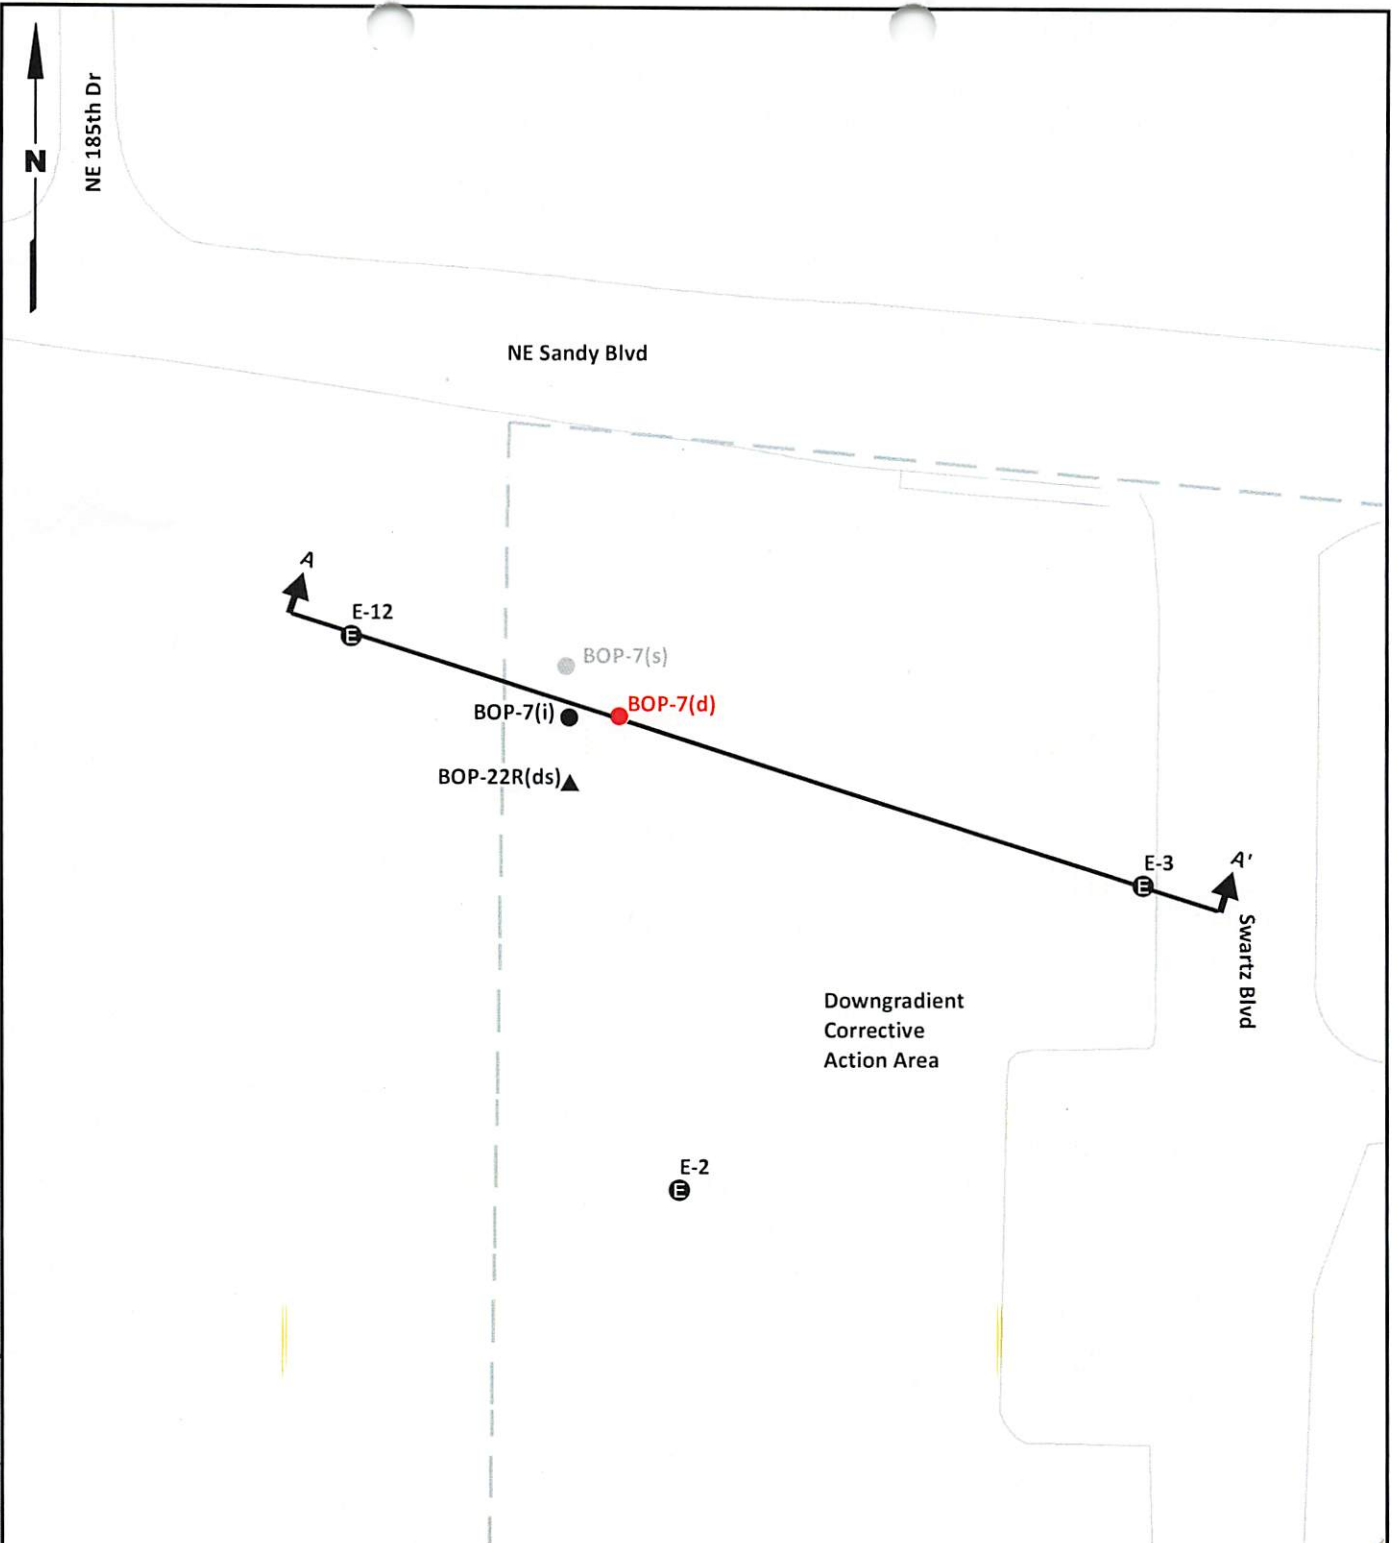 NE 185th Dr
N
NE Sandy Blvd
A
E-12
E
BOP-7(s)
BOP-7(d)
BOP-7(i)
BOP-22R(ds)
E-3
E
A'
Swartz Blvd
Downgradient
Corrective
Action Area
E-2
E